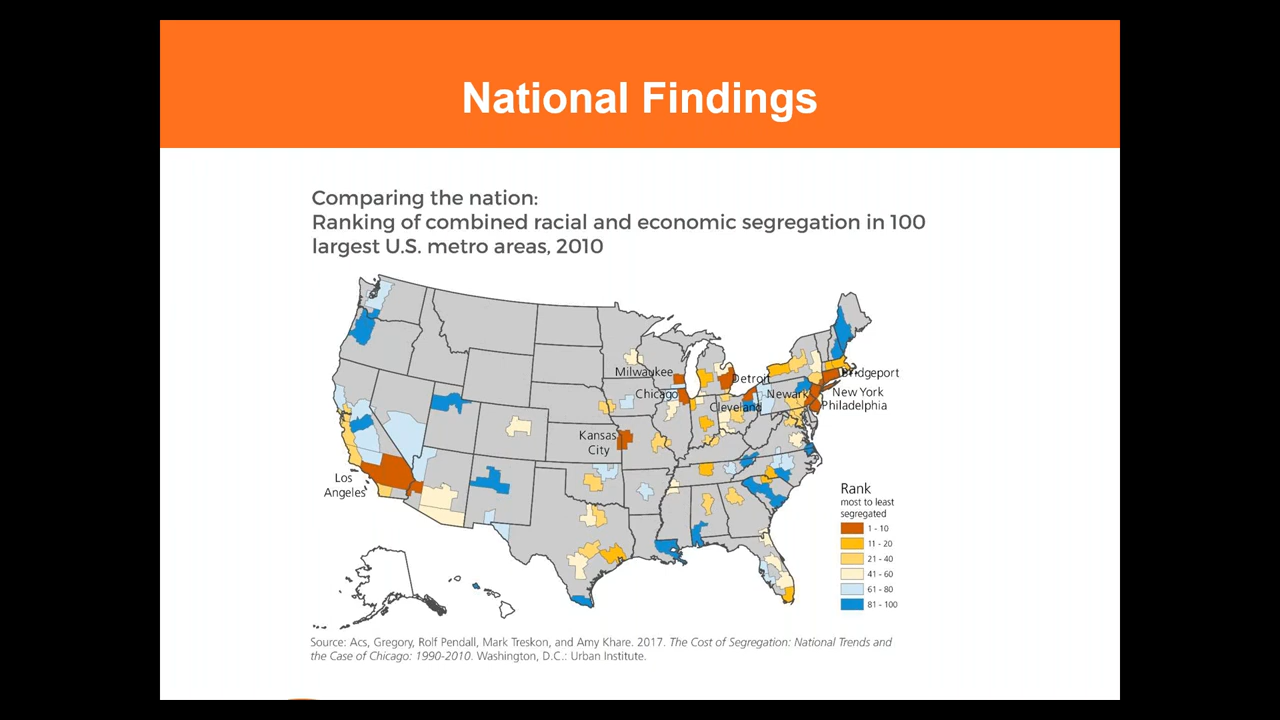 National Findings
Comparing the nation:
Ranking of combined racial and economic segregation in 100
largest U.S. metro areas, 2010
Milwaukee
Detroit
Bridgeport
Chicago
Cleveland
Newark
New York
Philadelphia
Kansas
City
Los
Angeles
Rank
most to least
segregated
1 - 10
11 - 20
21 - 40
41 - 60
61 - 80
81 - 100
Source: Acs, Gregory, Rolf Pendall, Mark Treskon, and Amy Khare. 2017. The Cost of Segregation: National Trends and
the Case of Chicago: 1990-2010. Washington, D.C.: Urban Institute.